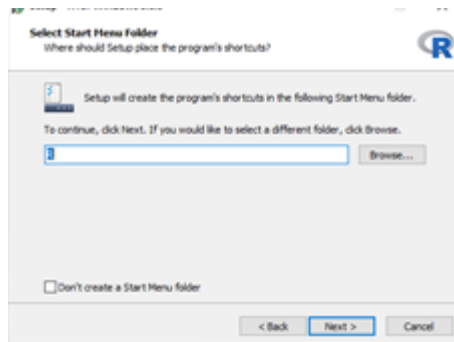 Select Start Menu Folder
Where should Setup place the program's shortcuts?
R
Setup will create the program's shortcuts in the following Start Menu folder.
To continue, click Next. If you would like to select a different folder, click Browse.
Browse...
Don't create a Start Menu folder
< Back Next > Cancel